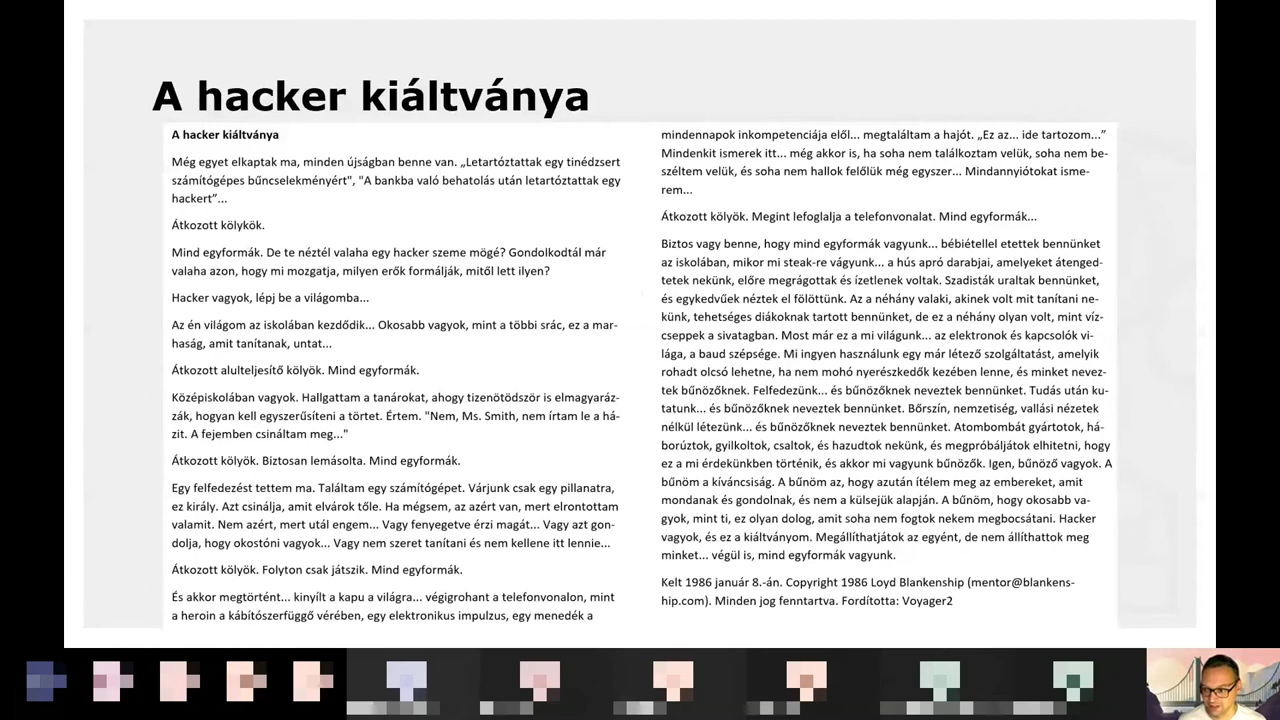 A hacker kiáltványa
A hacker kiáltványa
Még egyet elkaptak ma, minden újságban benne van. „Letartóztattak egy tinédzsert
számítógépes bűncselekményért", "A bankba való behatolás után letartóztattak egy
hackert”...
Átkozott kölykök.
Mind egyformák. De te néztél valaha egy hacker szeme mögé? Gondolkodtál már
valaha azon, hogy mi mozgatja, milyen erők formálják, mitől lett ilyen?
Hacker vagyok, lépj be a világomba...
Az én világom az iskolában kezdődik... Okosabb vagyok, mint a többi srác, ez a mar-
haság, amit tanítanak, untat...
Átkozott alulteljesítő kölyök. Mind egyformák.
Középiskolában vagyok. Hallgattam a tanárokat, ahogy tizenötödször is elmagyaráz-
zák, hogyan kell egyszerűsíteni a törtet. Értem. "Nem, Ms. Smith, nem írtam le a há-
zit. A fejemben csináltam meg..."
Átkozott kölyök. Biztosan lemásolta. Mind egyformák.
Egy felfedezést tettem ma. Találtam egy számítógépet. Várjunk csak egy pillanatra,
ez király. Azt csinálja, amit elvárok tőle. Ha mégsem, az azért van, mert elrontottam
valamit. Nem azért, mert utál engem... Vagy fenyegetve érzi magát... Vagy azt gon-
dolja, hogy okostóni vagyok... Vagy nem szeret tanítani és nem kellene itt lennie...
Átkozott kölyök. Folyton csak játszik. Mind egyformák.
És akkor megtörtént... kinyílt a kapu a világra... végigrohant a telefonvonalon, mint
a heroin a kábítószerfüggő vérében, egy elektronikus impulzus, egy menedék a
mindennapok inkompetenciája elől... megtaláltam a hajót. „Ez az... ide tartozom...”
Mindenkit ismerek itt... még akkor is, ha soha nem találkoztam velük, soha nem be-
széltem velük, és soha nem hallok felőlük még egyszer... Mindannyiótokat isme-
rem...
Átkozott kölyök. Megint lefoglalja a telefonvonalat. Mind egyformák...
Biztos vagy benne, hogy mind egyformák vagyunk... bébiétellel etettek bennünket
az iskolában, mikor mi steak-re vágyunk... a hús apró darabjai, amelyeket átenged-
tetek nekünk, előre megrágottak és ízetlenek voltak. Szadisták uraltak bennünket,
és egykedvűek néztek el fölöttünk. Az a néhány valaki, akinek volt mit tanítani ne-
künk, tehetséges diákoknak tartott bennünket, de ez a néhány olyan volt, mint víz-
cseppek a sivatagban. Most már ez a mi világunk... az elektronok és kapcsolók vi-
lága, a baud szépsége. Mi ingyen használunk egy már létező szolgáltatást, amelyik
rohadt olcsó lehetne, ha nem mohó nyerészkedők kezében lenne, és minket nevez-
tek bűnözőknek. Felfedezünk... és bűnözőknek neveztek bennünket. Tudás után ku-
tatunk... és bűnözőknek neveztek bennünket. Bőrszín, nemzetiség, vallási nézetek
nélkül létezünk... és bűnözőknek neveztek bennünket. Atombombát gyártotok, há-
borúztok, gyilkoltok, csaltok, és hazudtok nekünk, és megpróbáljátok elhitetni, hogy
ez a mi érdekünkben történik, és akkor mi vagyunk bűnözők. Igen, bűnöző vagyok. A
bűnöm a kíváncsiság. A bűnöm az, hogy azután ítélem meg az embereket, amit
mondanak és gondolnak, és nem a külsejük alapján. A bűnöm, hogy okosabb va-
gyok, mint ti, ez olyan dolog, amit soha nem fogtok nekem megbocsátani. Hacker
vagyok, és ez a kiáltványom. Megállíthatjátok az egyént, de nem állíthattok meg
minket... végül is, mind egyformák vagyunk.
Kelt 1986 január 8.-án. Copyright 1986 Loyd Blankenship (mentor@blankens-
hip.com). Minden jog fenntartva. Fordította: Voyager2